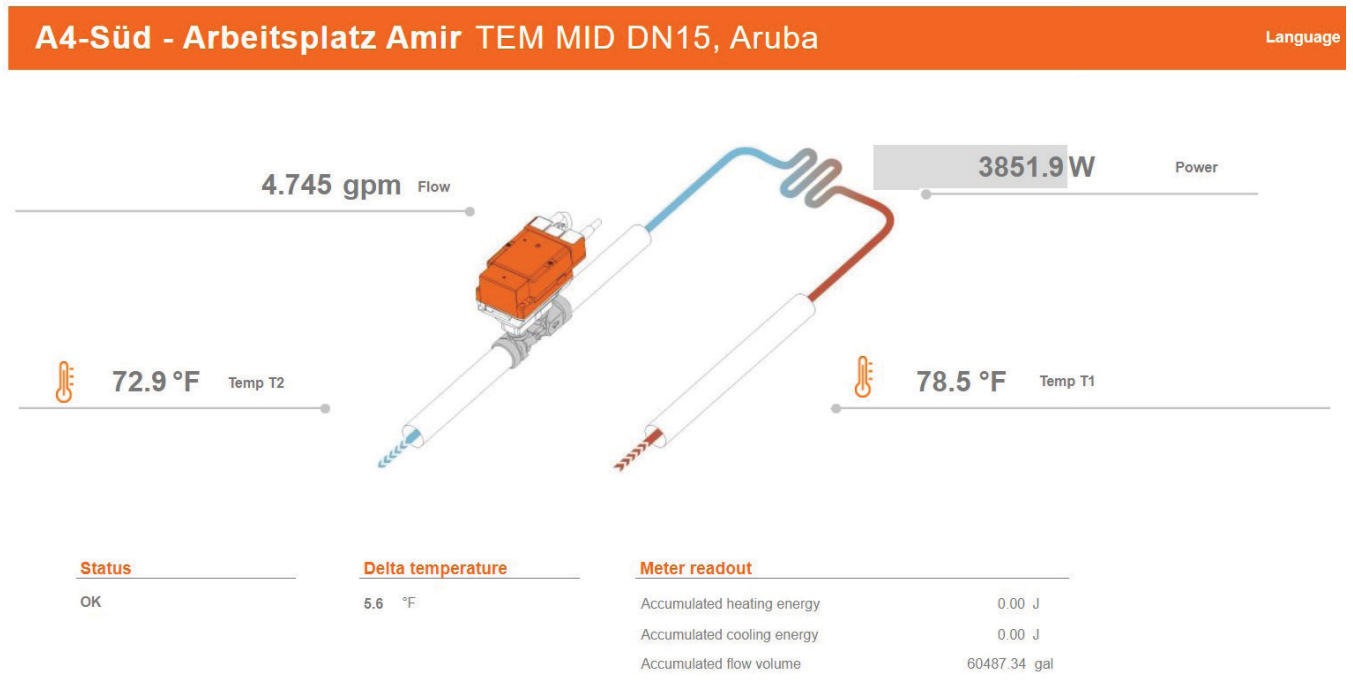 A4-Süd - Arbeitsplatz Amir TEM MID DN15, Aruba
Language
4.745 gpm Flow
3851.9 W Power
72.9 °F Temp T2
78.5 °F Temp T1
Status
OK
Delta temperature
5.6 °F
Meter readout
Accumulated heating energy 0.00 J
Accumulated cooling energy 0.00 J
Accumulated flow volume 60487.34 gal